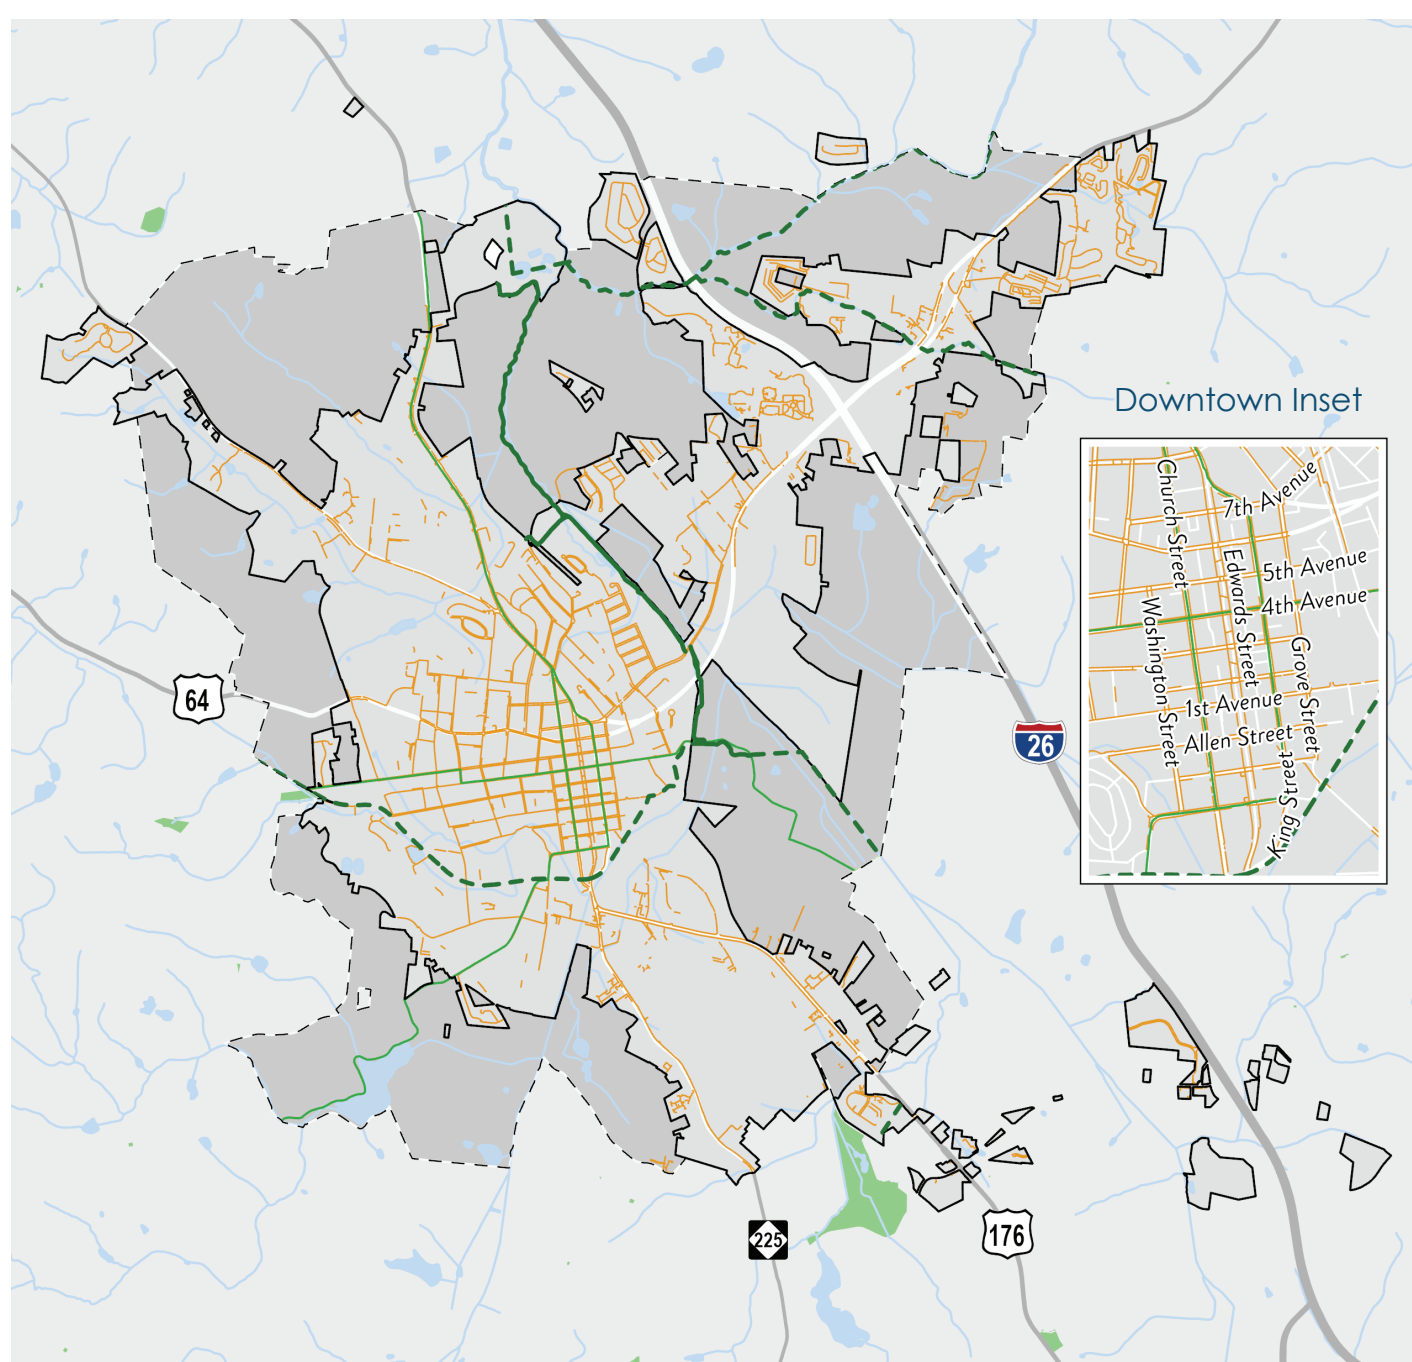 Downtown Inset
Church Street
7th Avenue
Edwards Street
5th Avenue
4th Avenue
Washington Street
Grove Street
1st Avenue
Allen Street
King Street
64
26
225
176